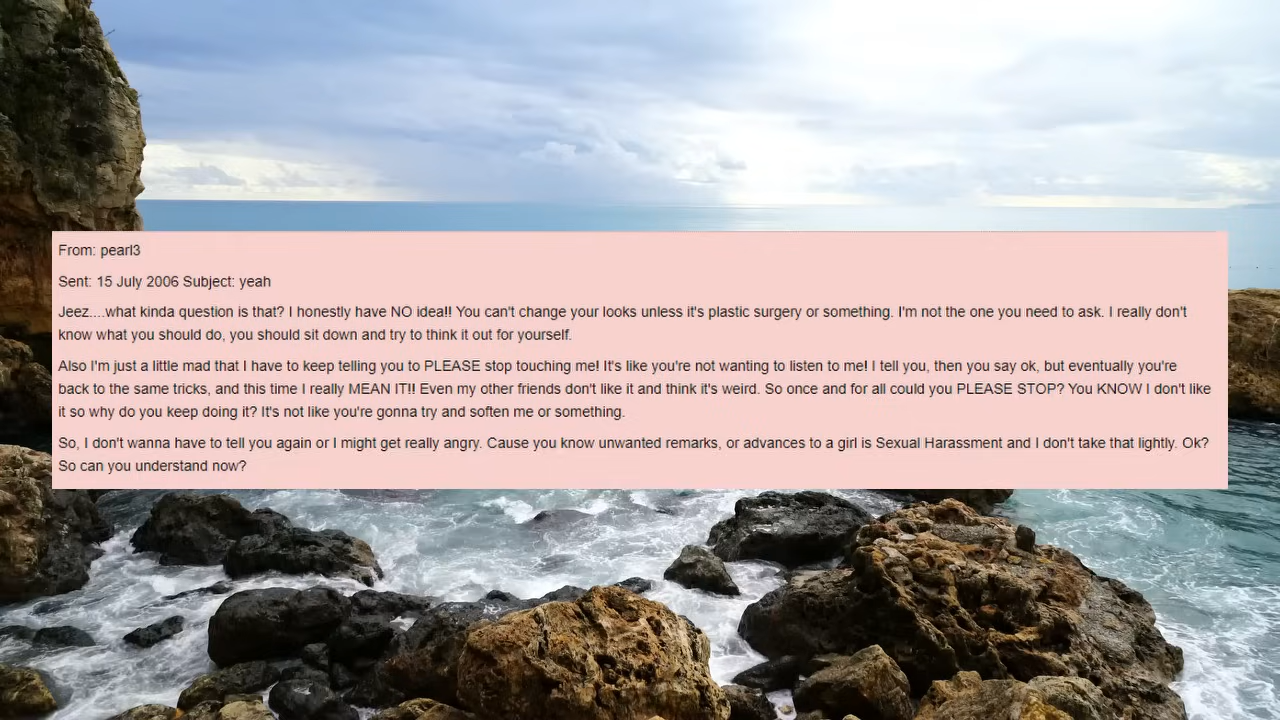 From: pearl3
Sent: 15 July 2006 Subject: yeah
Jeez....what kinda question is that? I honestly have NO idea!! You can't change your looks unless it's plastic surgery or something. I'm not the one you need to ask. I really don't
know what you should do, you should sit down and try to think it out for yourself.
Also I'm just a little mad that I have to keep telling you to PLEASE stop touching me! It's like you're not wanting to listen to me! I tell you, then you say ok, but eventually you're
back to the same tricks, and this time I really MEAN IT!! Even my other friends don't like it and think it's weird. So once and for all could you PLEASE STOP? You KNOW I don't like
it so why do you keep doing it? It's not like you're gonna try and soften me or something.
So, I don't wanna have to tell you again or I might get really angry. Cause you know unwanted remarks, or advances to a girl is Sexual Harassment and I don't take that lightly. Ok?
So can you understand now?